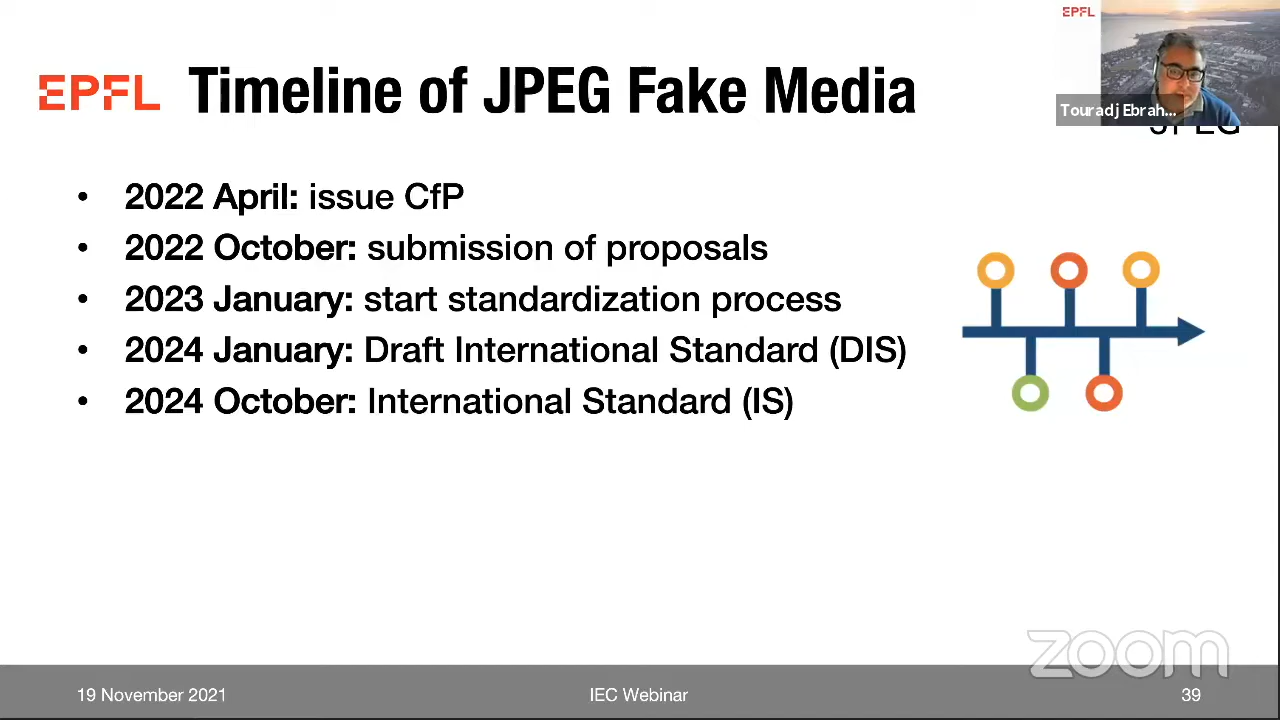 EPFL
EPFL Timeline of JPEG Fake Media
Touradj Ebrah...
JPEG
• 2022 April: issue CfP
• 2022 October: submission of proposals
• 2023 January: start standardization process
• 2024 January: Draft International Standard (DIS)
• 2024 October: International Standard (IS)
zoom
19 November 2021
IEC Webinar
39